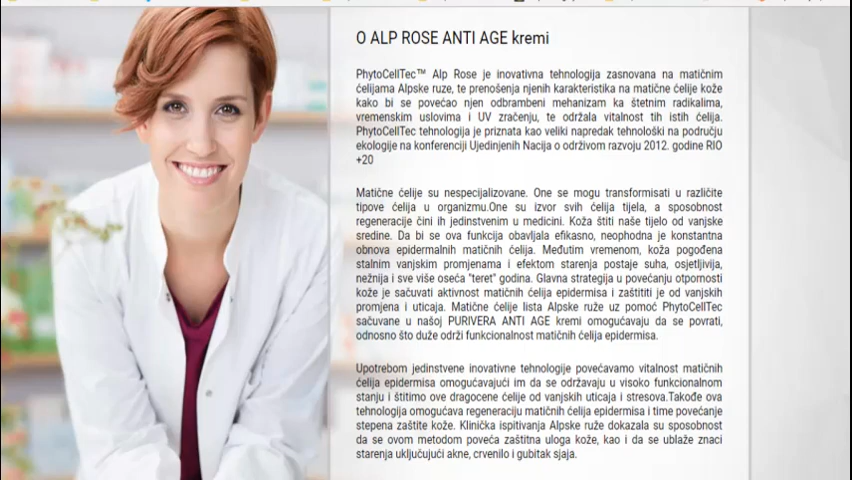 O ALP ROSE ANTI AGE kremi
PhytoCellTec™ Alp Rose je inovativna tehnologija zasnovana na matičnim
ćelijama Alpske ruze, te prenošenja njenih karakteristika na matične ćelije kože
kako bi se povećao njen odbrambeni mehanizam ka štetnim radikalima,
vremenskim uslovima i UV zračenju, te održala vitalnost tih istih ćelija.
PhytoCellTec tehnologija je priznata kao veliki napredak tehnološki na području
ekologije na konferenciji Ujedinjenih Nacija o održivom razvoju 2012. godine RIO
+20
Matične ćelije su nespecijalizovane. One se mogu transformisati u različite
tipove ćelija u organizmu.One su izvor svih ćelija tijela, a sposobnost
regeneracije čini ih jedinstvenim u medicini. Koža štiti naše tijelo od vanjske
sredine. Da bi se ova funkcija obavljala efikasno, neophodna je konstantna
obnova epidermalnih matičnih ćelija. Međutim vremenom, koža pogođena
stalnim vanjskim promjenama i efektom starenja postaje suha, osjetljivija,
nežnija i sve više oseća "teret" godina. Glavna strategija u povećanju otpornosti
kože je sačuvati aktivnost matičnih ćelija epidermisa i zaštititi je od vanjskih
promjena i uticaja. Matične ćelije lista Alpske ruže uz pomoć PhytoCellTec
sačuvane u našoj PURIVERA ANTI AGE kremi omogućavaju da se povrati,
odnosno što duže održi funkcionalnost matičnih ćelija epidermisa.
Upotrebom jedinstvene inovativne tehnologije povećavamo vitalnost matičnih
ćelija epidermisa omogućavajući im da se održavaju u visoko funkcionalnom
stanju i štitimo ove dragocene ćelije od vanjskih uticaja i stresova.Takođe ova
tehnologija omogućava regeneraciju matičnih ćelija epidermisa i time povećanje
stepena zaštite kože. Klinička ispitivanja Alpske ruže dokazala su sposobnost
da se ovom metodom poveća zaštitna uloga kože, kao i da se ublaže znaci
starenja uključujući akne, crvenilo i gubitak sjaja.